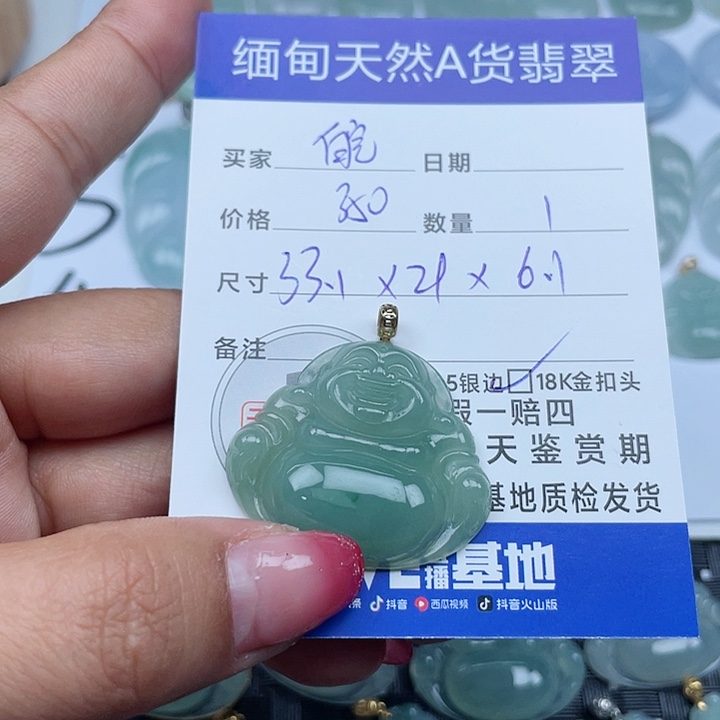 缅甸天然A货翡翠
买家 日期
价格 350 数量 1
尺寸 33.1 x 21 x 6.1
备注
5银边□18K金扣头
假一赔四
天鉴赏期
基地质检发货
播基地
条 抖音 西瓜视频 抖音火山版